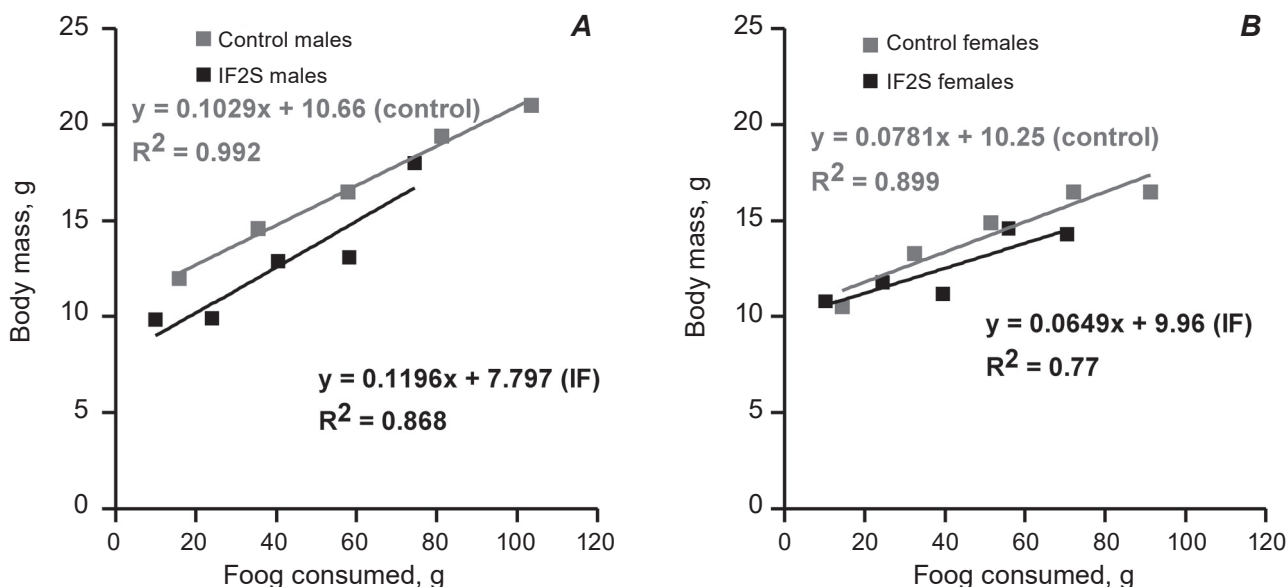 A
Control males
IF2S males
y = 0.1029x + 10.66 (control)
R2 = 0.992
y = 0.1196x + 7.797 (IF)
R2 = 0.868
Body mass, g
25
20
15
10
5
0
0 20 40 60 80 100 120
Foog consumed, g
B
Control females
IF2S females
y = 0.0781x + 10.25 (control)
R2 = 0.899
y = 0.0649x + 9.96 (IF)
R2 = 0.77
Body mass, g
25
20
15
10
5
0
0 20 40 60 80 100 120
Foog consumed, g